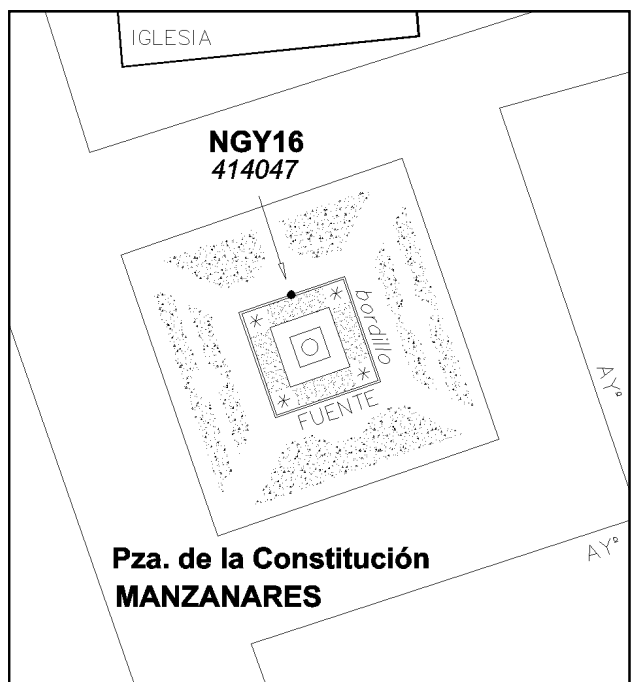 IGLESIA
NGY16
414047
bordillo
FUENTE
AYº
AYº
Pza. de la Constitución
MANZANARES